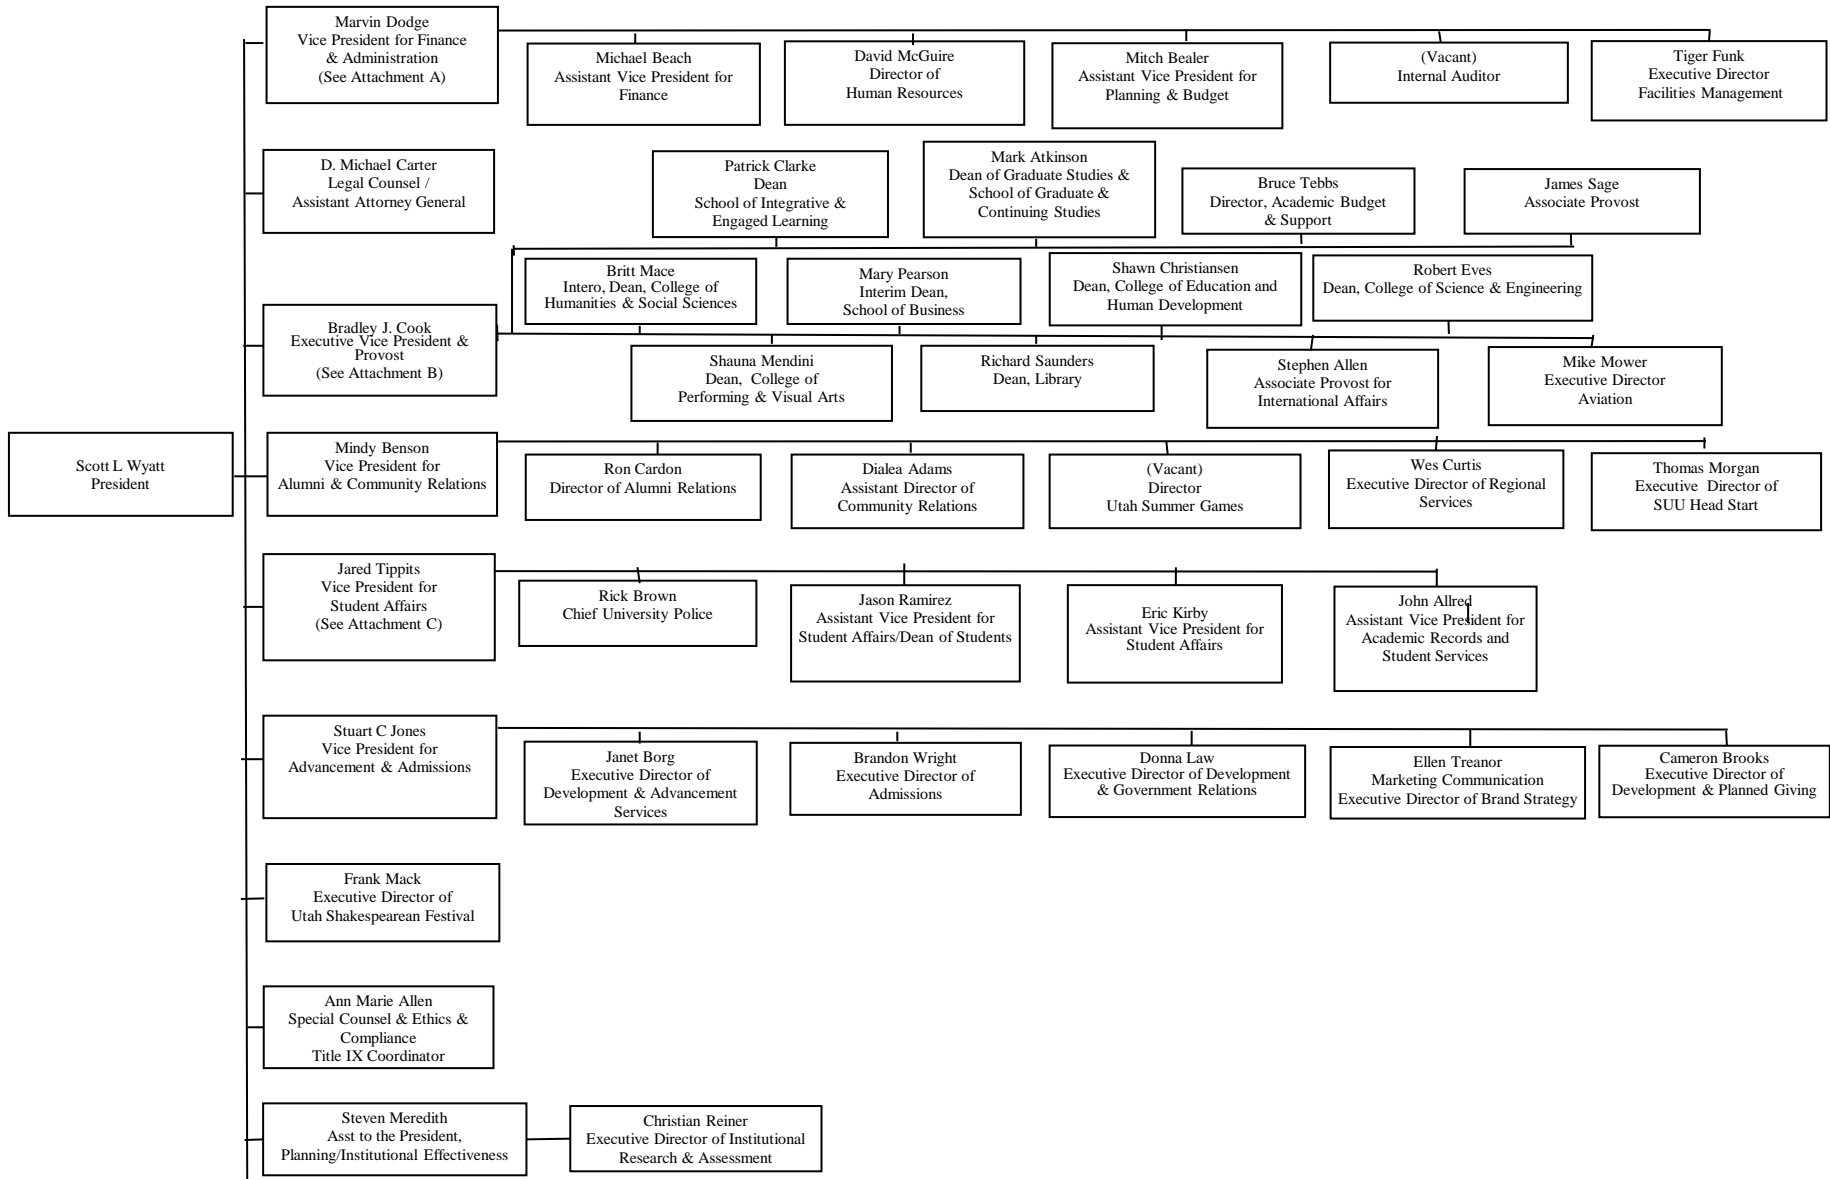 Marvin Dodge
Vice President for Finance
& Administration
(See Attachment A)
Michael Beach
Assistant Vice President for
Finance
David McGuire
Director of
Human Resources
Mitch Bealer
Assistant Vice President for
Planning & Budget
(Vacant)
Internal Auditor
Tiger Funk
Executive Director
Facilities Management
D. Michael Carter
Legal Counsel /
Assistant Attorney General
Patrick Clarke
Dean
School of Integrative &
Engaged Learning
Mark Atkinson
Dean of Graduate Studies &
School of Graduate &
Continuing Studies
Bruce Tebbs
Director, Academic Budget
& Support
James Sage
Associate Provost
Britt Mace
Intero, Dean, College of
Humanities & Social Sciences
Mary Pearson
Interim Dean,
School of Business
Shawn Christiansen
Dean, College of Education and
Human Development
Robert Eves
Dean, College of Science & Engineering
Bradley J. Cook
Executive Vice President &
Provost
(See Attachment B)
Shauna Mendini
Dean, College of
Performing & Visual Arts
Richard Saunders
Dean, Library
Stephen Allen
Associate Provost for
International Affairs
Mike Mower
Executive Director
Aviation
Scott L Wyatt
President
Mindy Benson
Vice President for
Alumni & Community Relations
Ron Cardon
Director of Alumni Relations
Dialea Adams
Assistant Director of
Community Relations
(Vacant)
Director
Utah Summer Games
Wes Curtis
Executive Director of Regional
Services
Thomas Morgan
Executive Director of
SUU Head Start
Jared Tippits
Vice President for
Student Affairs
(See Attachment C)
Rick Brown
Chief University Police
Jason Ramirez
Assistant Vice President for
Student Affairs/Dean of Students
Eric Kirby
Assistant Vice President for
Student Affairs
John Allred
Assistant Vice President for
Academic Records and
Student Services
Stuart C Jones
Vice President for
Advancement & Admissions
Janet Borg
Executive Director of
Development & Advancement
Services
Brandon Wright
Executive Director of
Admissions
Donna Law
Executive Director of Development
& Government Relations
Ellen Treanor
Marketing Communication
Executive Director of Brand Strategy
Cameron Brooks
Executive Director of
Development & Planned Giving
Frank Mack
Executive Director of
Utah Shakespearean Festival
Ann Marie Allen
Special Counsel & Ethics &
Compliance
Title IX Coordinator
Steven Meredith
Asst to the President,
Planning/Institutional Effectiveness
Christian Reiner
Executive Director of Institutional
Research & Assessment